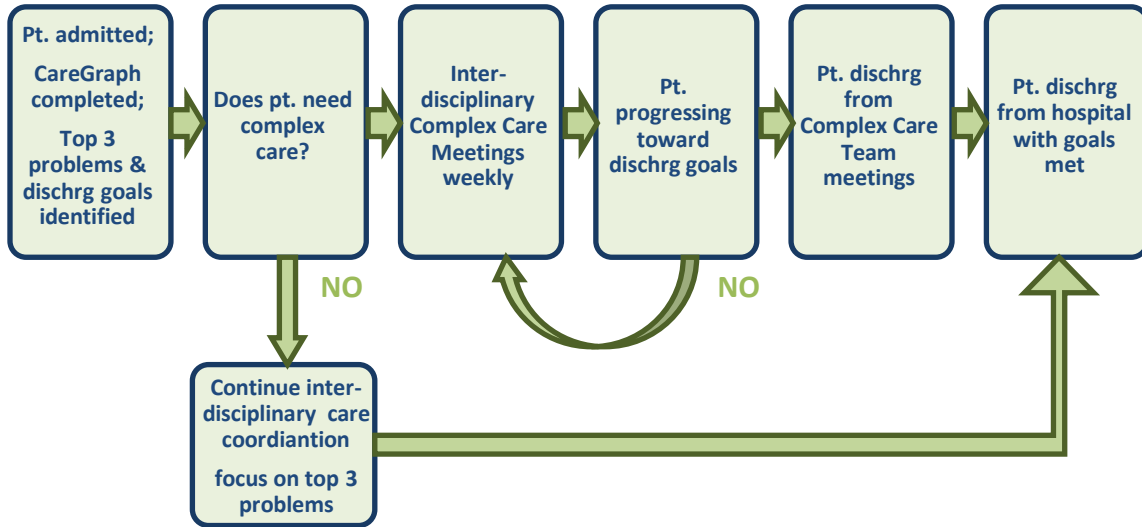 Pt. admitted;
CareGraph
completed;
Top 3
problems &
dischrg goals
identified
Does pt. need
complex
care?
Inter-
disciplinary
Complex Care
Meetings
weekly
Pt.
progressing
toward
dischrg goals
Pt. dischrg
from
Complex Care
Team
meetings
Pt. dischrg
from hospital
with goals
met
NO
NO
Continue inter-
disciplinary care
coordiantion
focus on top 3
problems